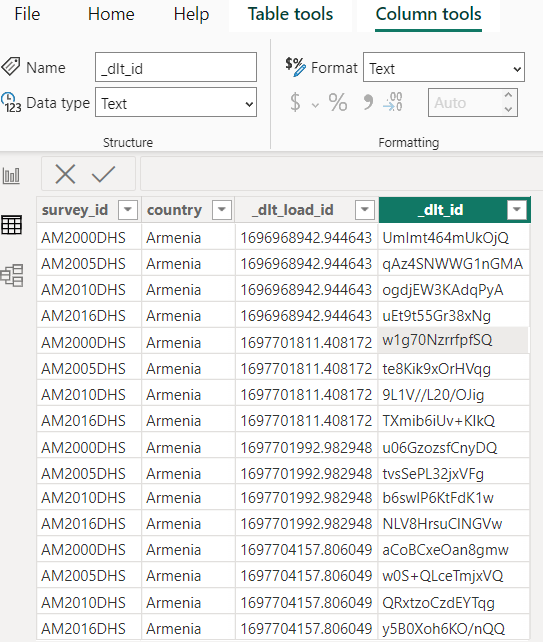 File Home Help Table tools Column tools
Name _dlt_id $% Format Text
123 Data type Text $ % 9 .00 →0 Auto
Structure Formatting
survey_id country _dlt_load_id _dlt_id
AM2000DHS Armenia 1696968942.944643 UmImt464mUkOjQ
AM2005DHS Armenia 1696968942.944643 qAz4SNWWG1nGMA
AM2010DHS Armenia 1696968942.944643 ogdjEW3KAdqPyA
AM2016DHS Armenia 1696968942.944643 uEt9t55Gr38xNg
AM2000DHS Armenia 1697701811.408172 w1g70NzrrfpfSQ
AM2005DHS Armenia 1697701811.408172 te8Kik9xOrHVqg
AM2010DHS Armenia 1697701811.408172 9L1V//L20/OJig
AM2016DHS Armenia 1697701811.408172 TXmib6iUv+KIkQ
AM2000DHS Armenia 1697701992.982948 u06GzozsfCnyDQ
AM2005DHS Armenia 1697701992.982948 tvsSePL32jxVFg
AM2010DHS Armenia 1697701992.982948 b6swIP6KtFdK1w
AM2016DHS Armenia 1697701992.982948 NLV8HrsuCINGVw
AM2000DHS Armenia 1697704157.806049 aCoBCxeOan8gmw
AM2005DHS Armenia 1697704157.806049 w0S+QLceTmjxVQ
AM2010DHS Armenia 1697704157.806049 QRxtzoCzdEYTqg
AM2016DHS Armenia 1697704157.806049 y5B0Xoh6KO/nQQ